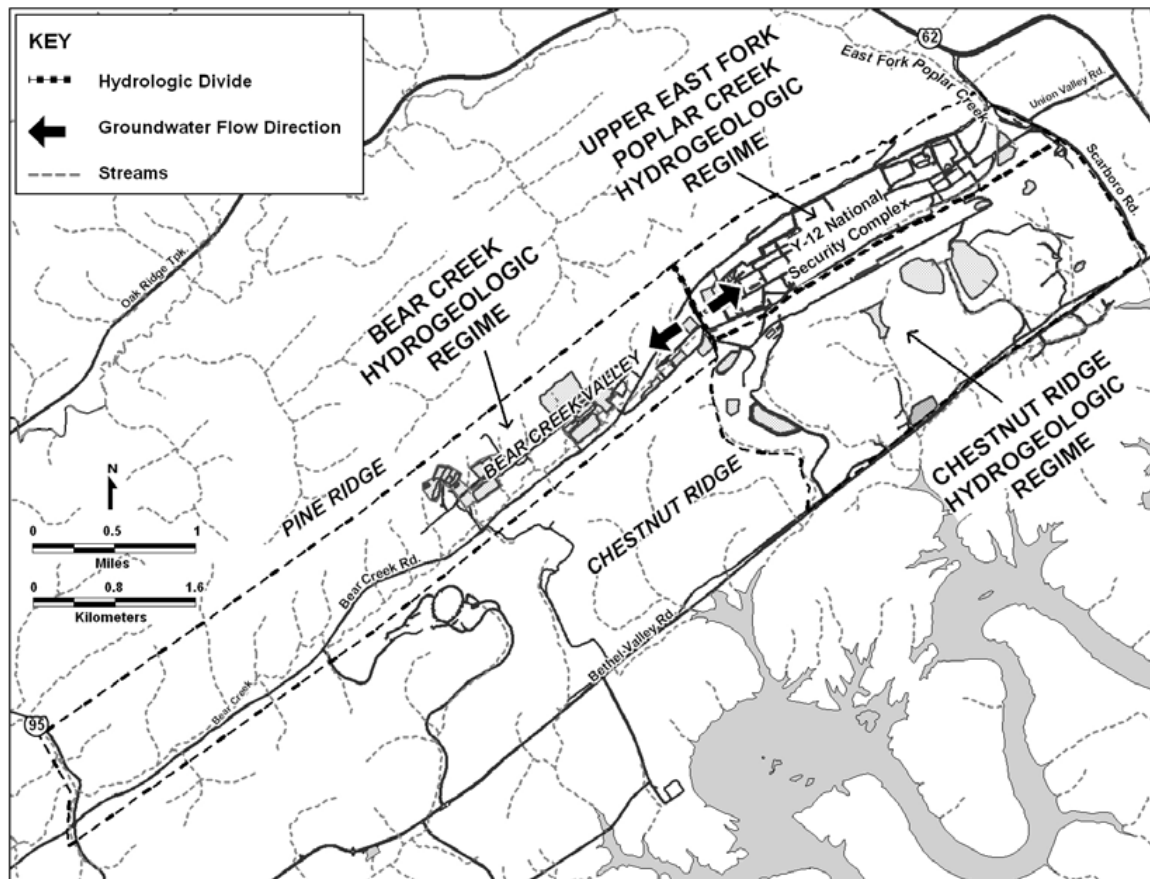 KEY
Hydrologic Divide
Groundwater Flow Direction
Streams
62
East Fork Poplar Creek
Union Valley Rd.
Scarboro Rd.
UPPER EAST FORK
POPLAR CREEK
HYDROGEOLOGIC
REGIME
Y-12 National
Security Complex
Oak Ridge Tpk.
BEAR CREEK
HYDROGEOLOGIC
REGIME
BEAR CREEK VALLEY
CHESTNUT RIDGE
HYDROGEOLOGIC
REGIME
PINE RIDGE
CHESTNUT RIDGE
N
0 0.5 1
Miles
0 0.8 1.6
Kilometers
Bear Creek Rd.
Bethel Valley Rd.
Bear Creek
95